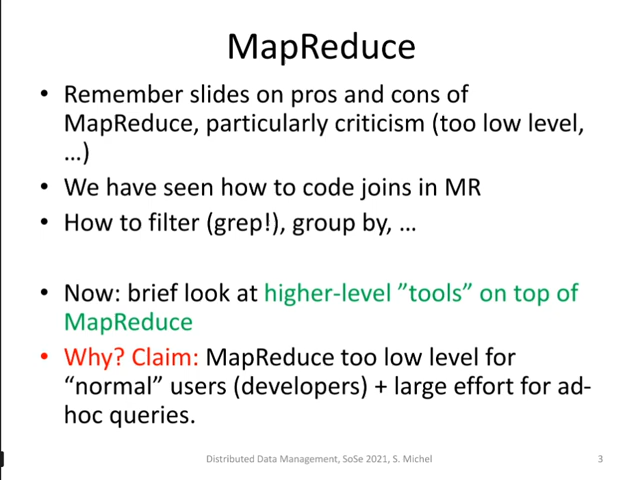 MapReduce
• Remember slides on pros and cons of
MapReduce, particularly criticism (too low level,
…)
• We have seen how to code joins in MR
• How to filter (grep!), group by, …
• Now: brief look at higher-level ”tools” on top of
MapReduce
• Why? Claim: MapReduce too low level for
“normal” users (developers) + large effort for ad-
hoc queries.
Distributed Data Management, SoSe 2021, S. Michel
3